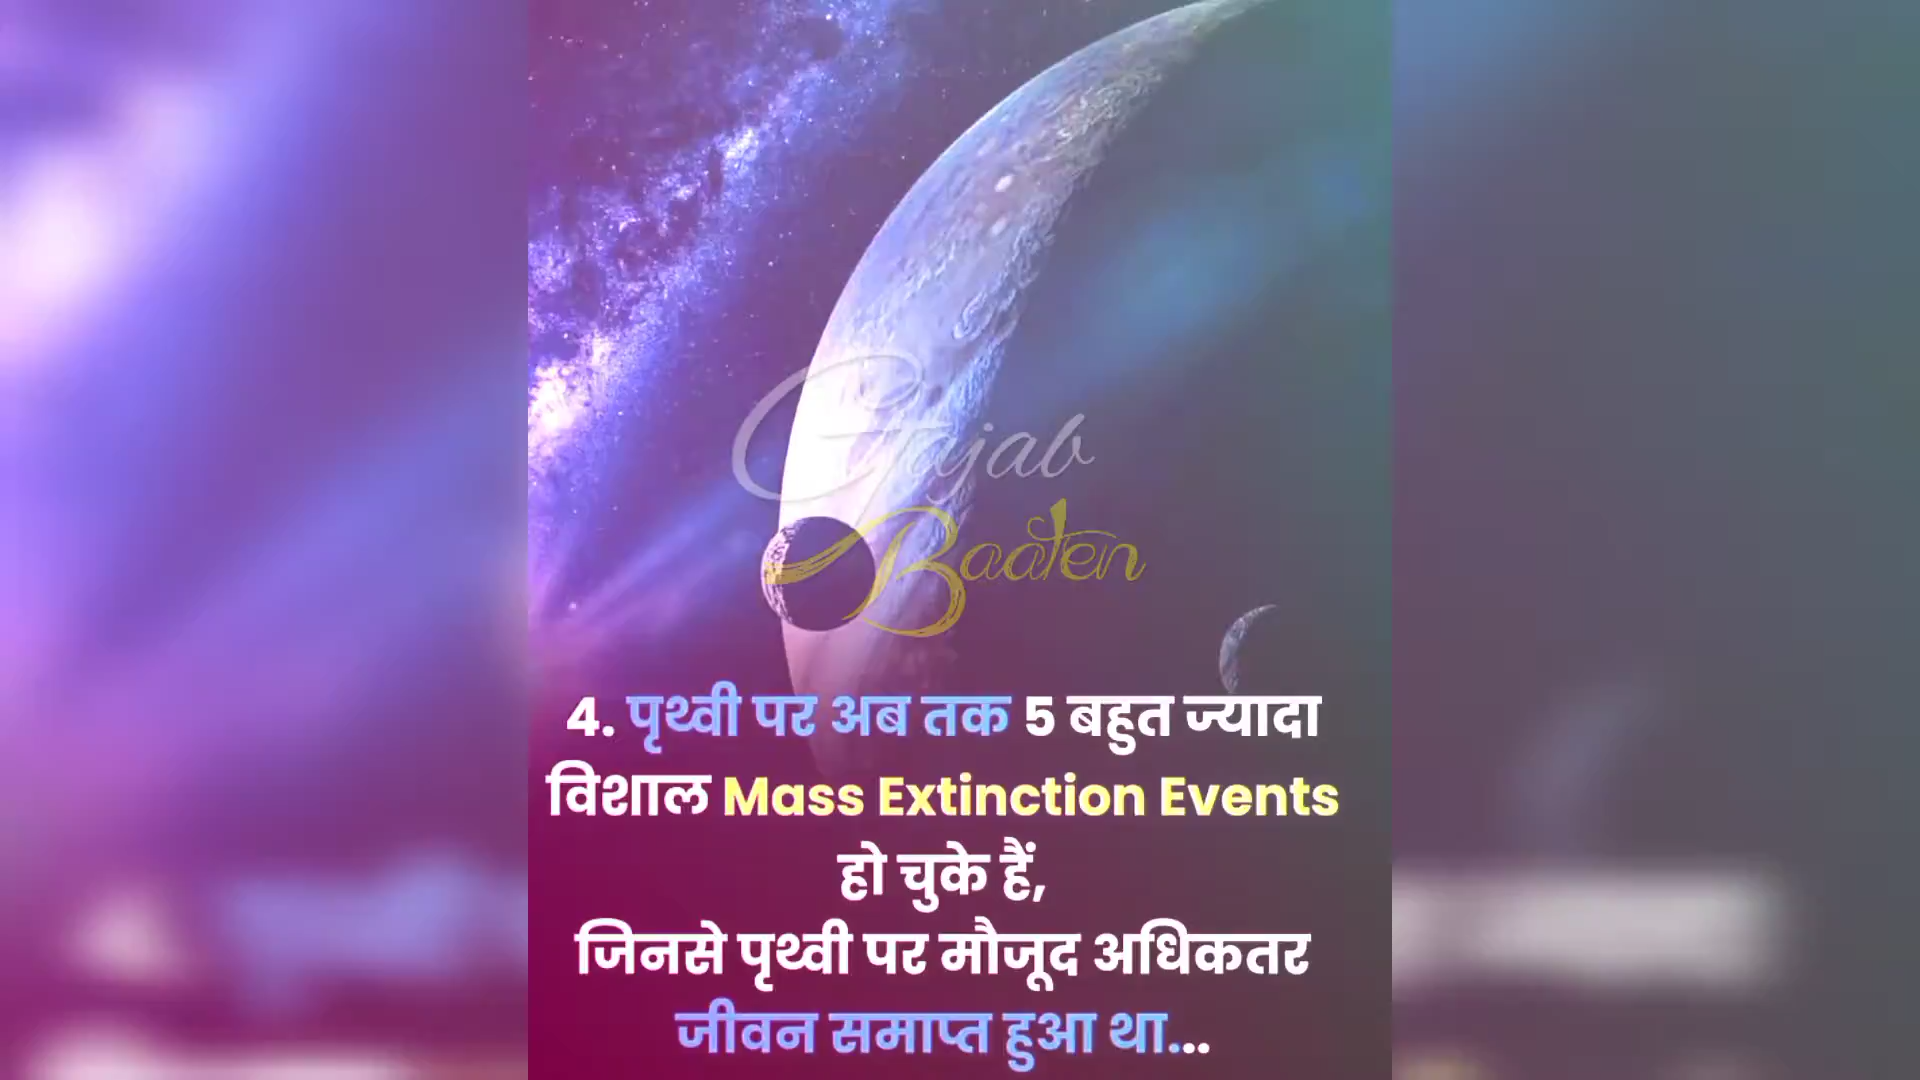 Gajab
Baaten
4. पृथ्वी पर अब तक 5 बहुत ज्यादा
विशाल Mass Extinction Events
हो चुके हैं,
जिनसे पृथ्वी पर मौजूद अधिकतर
जीवन समाप्त हुआ था...